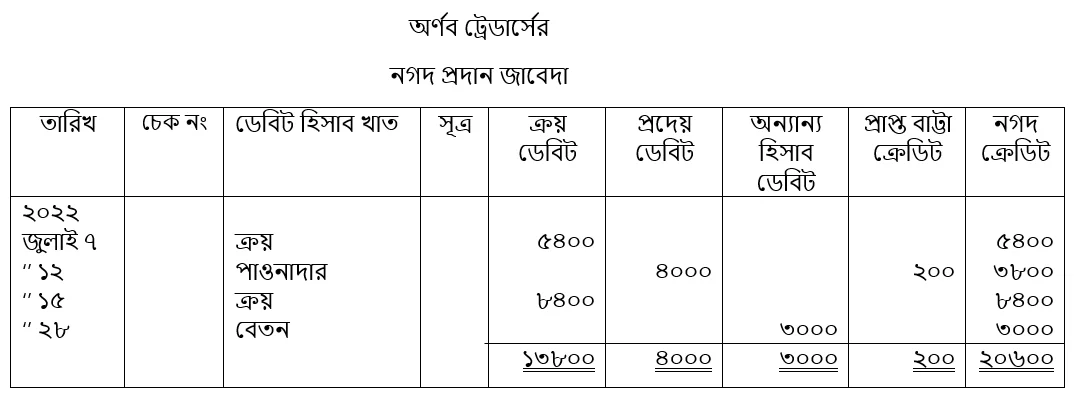 অর্ণব ট্রেডার্সের
নগদ প্রদান জাবেদা
তারিখ চেক নং ডেবিট হিসাব খাত সূত্র ক্রয় ডেবিট প্রদেয় ডেবিট অন্যান্য হিসাব ডেবিট প্রাপ্ত বাট্টা ক্রেডিট নগদ ক্রেডিট
২০২২
জুলাই ৭ ক্রয় ৫৪০০ ৫৪০০
” ১২ পাওনাদার ৪০০০ ২০০ ৩৮০০
” ১৫ ক্রয় ৮৪০০ ৮৪০০
” ২৮ বেতন ৩০০০ ৩০০০
১৩৮০০ ৪০০০ ৩০০০ ২০০ ২০৬০০